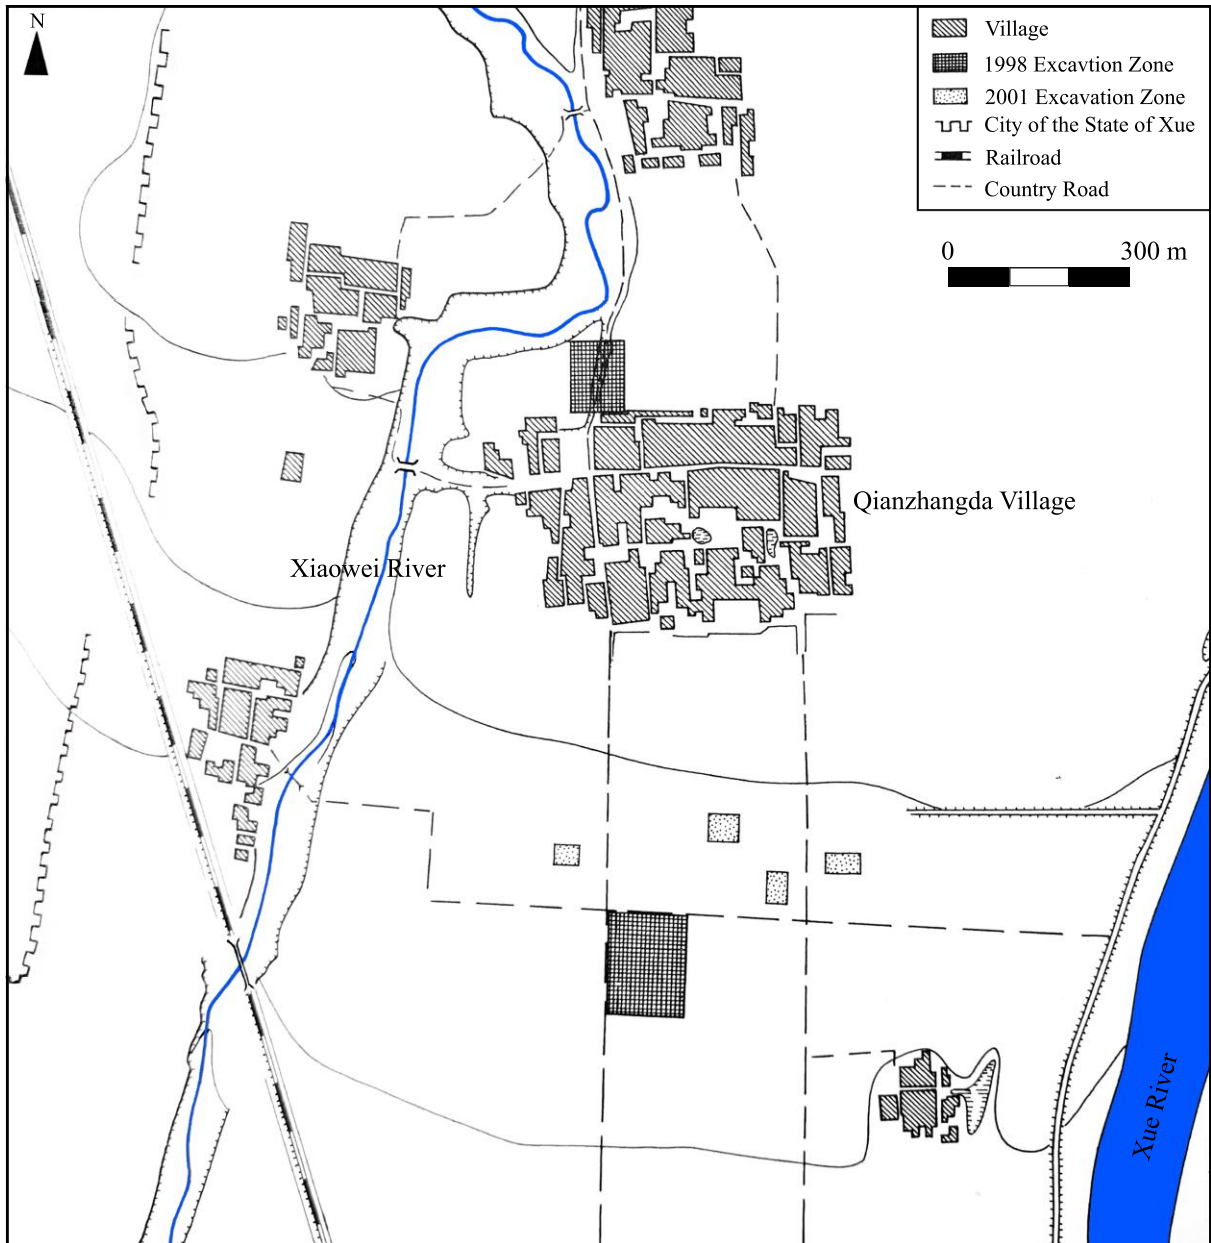 N
Village
1998 Excavtion Zone
2001 Excavation Zone
City of the State of Xue
Railroad
Country Road
0 300 m
Qianzhangda Village
Xiaowei River
Xue River